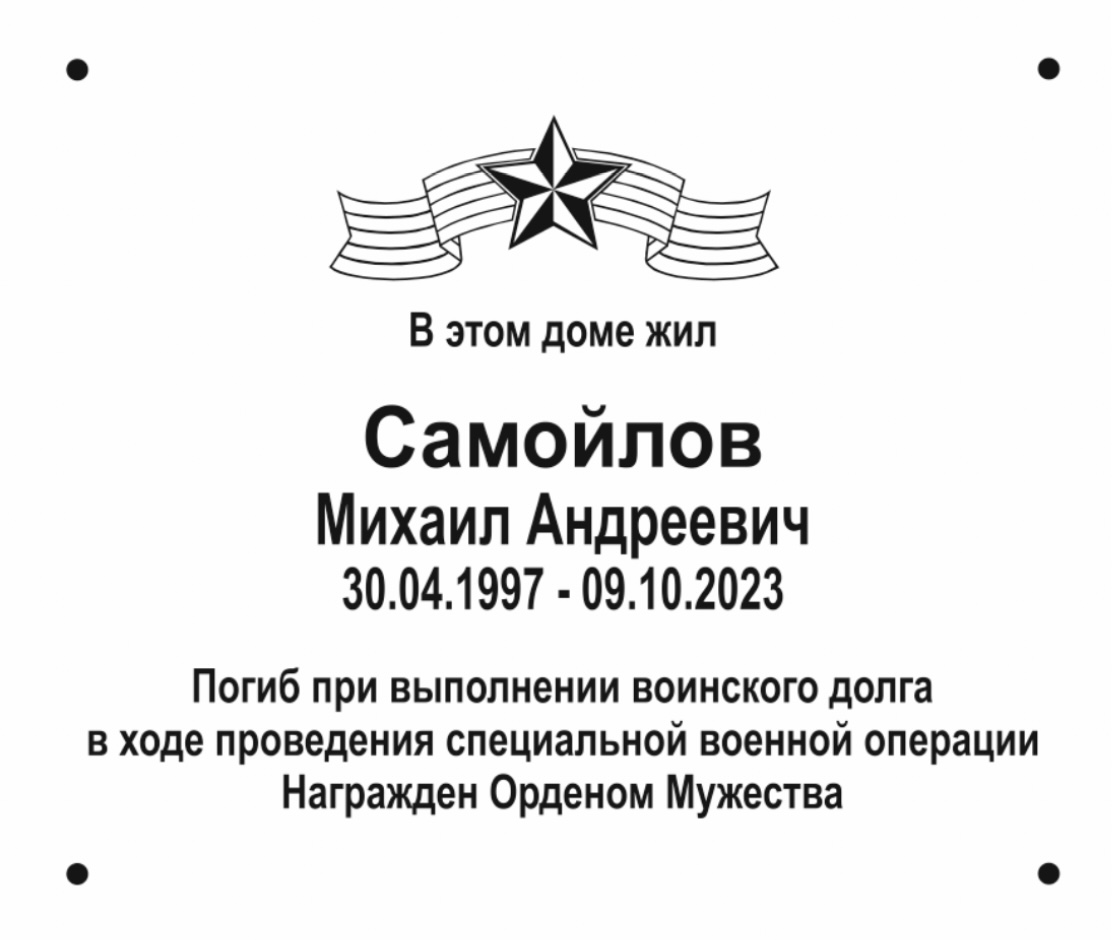 В этом доме жил
Самойлов
Михаил Андреевич
30.04.1997 - 09.10.2023
Погиб при выполнении воинского долга
в ходе проведения специальной военной операции
Награжден Орденом Мужества